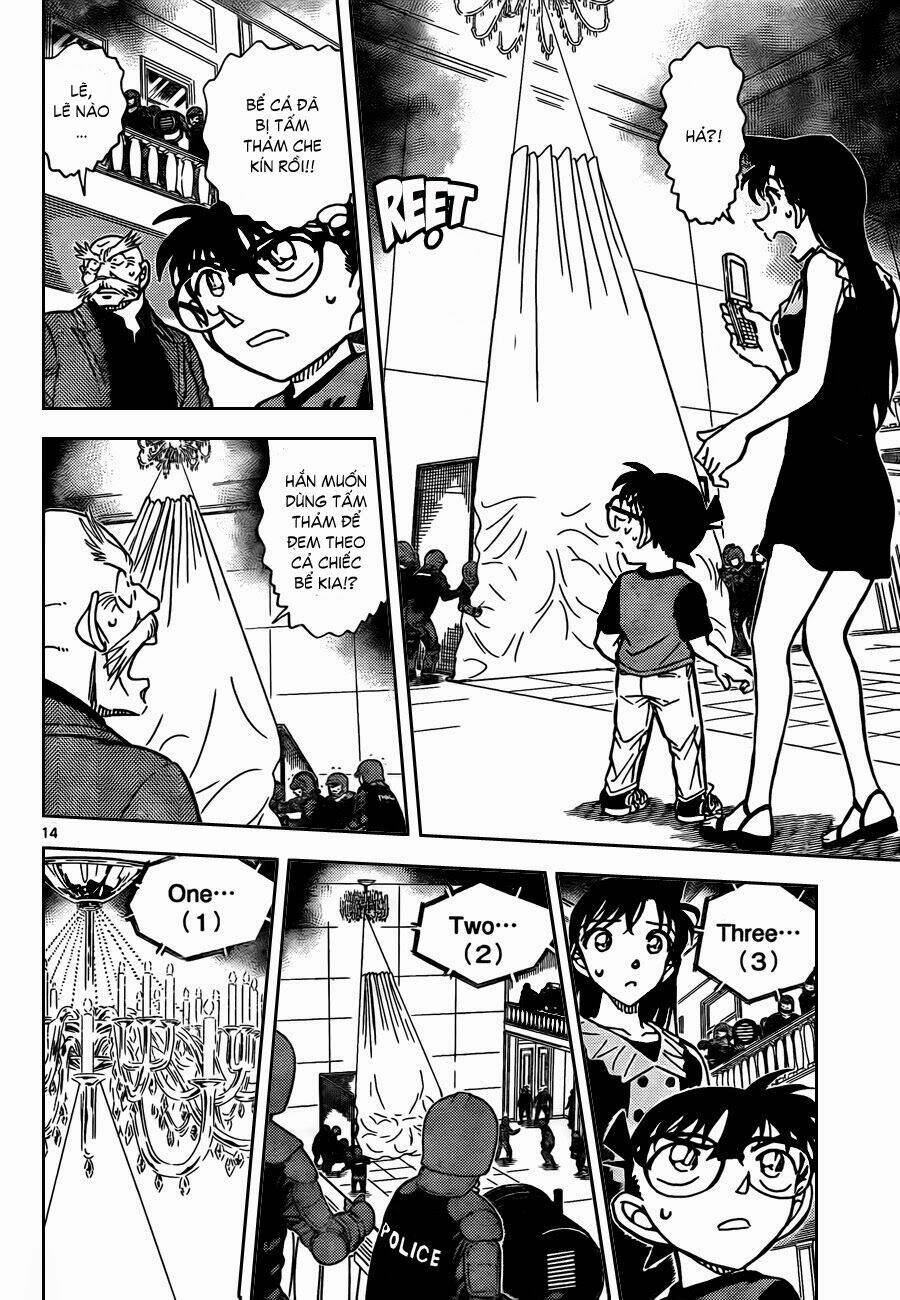 HẢ?!
REẸT
BỂ CÁ ĐÃ
BỊ TẤM
THẢM CHE
KÍN RỒI!!
LẼ,
LẼ NÀO
...
HẮN MUỐN
DÙNG TẤM
THẢM ĐỂ
ĐEM THEO
CẢ CHIẾC
BỂ KIA!?
14
One...
(1)
Two...
(2)
POLICE
Three...
(3)